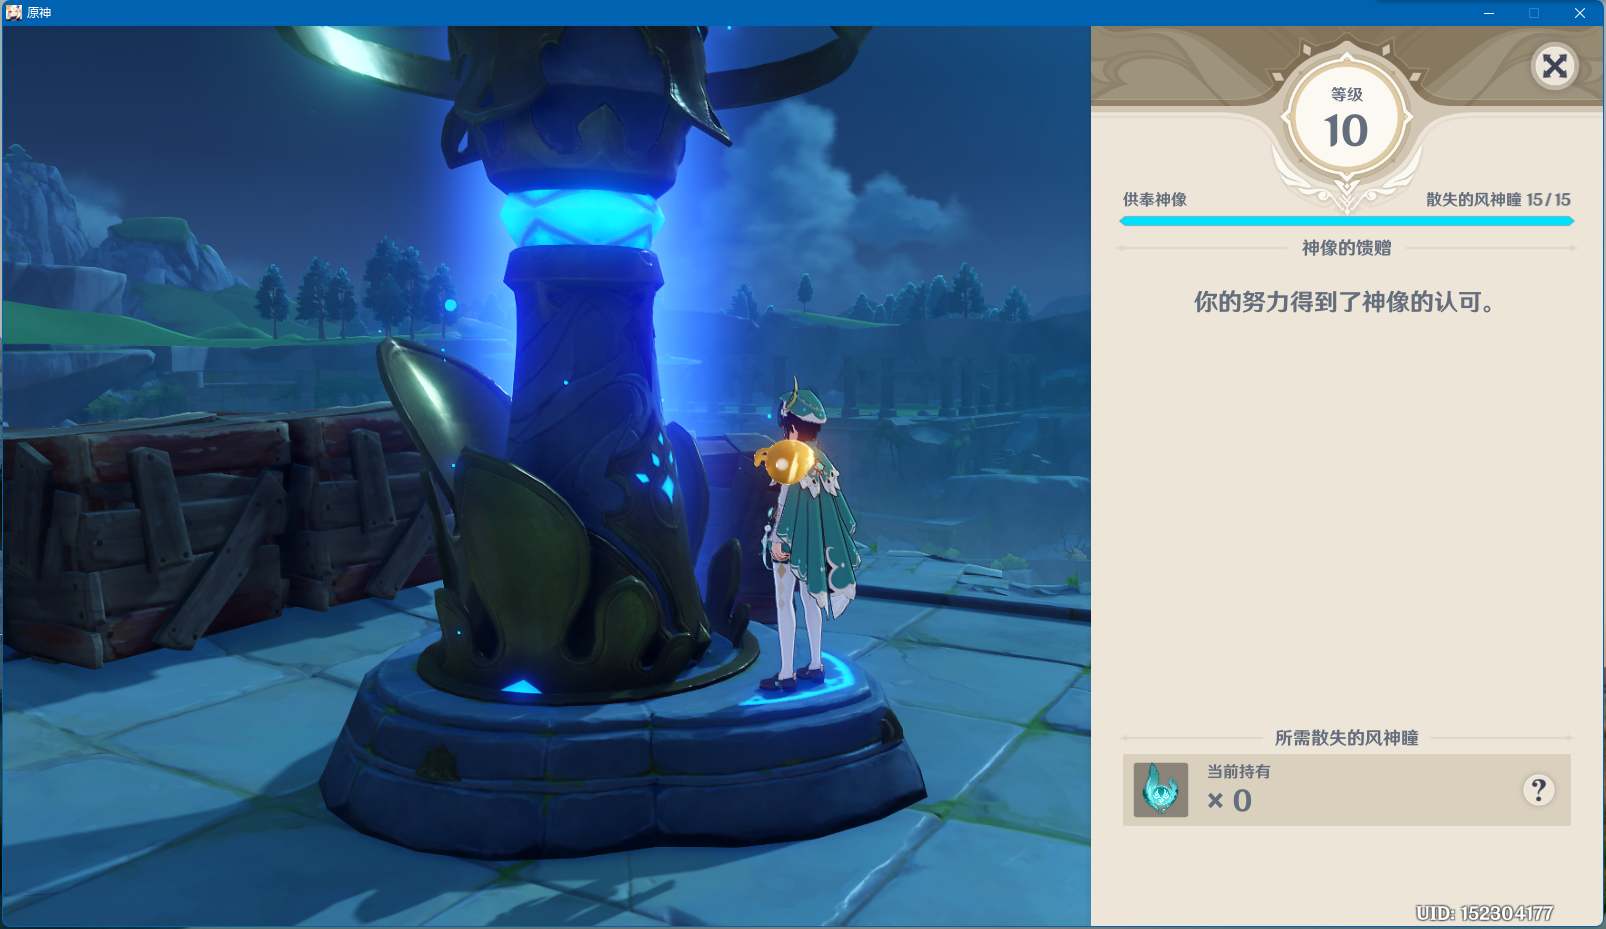 原神
等级
10
供奉神像
散失的风神瞳 15/15
神像的馈赠
你的努力得到了神像的认可。
所需散失的风神瞳
当前持有
× 0
?
UID: 152304177